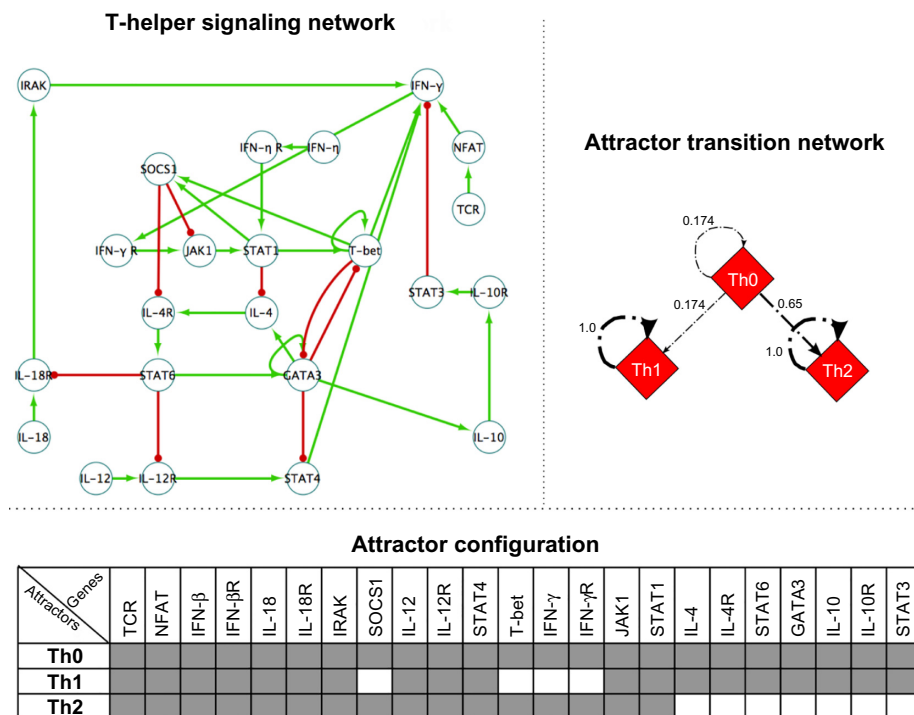 T-helper signaling network
IRAK
IFN-γ
IFN-η R
IFN-η
NFAT
SOCS1
TCR
IFN-γ R
JAK1
STAT1
T-bet
STAT3
IL-10R
IL-4R
IL-4
IL-18R
STAT6
GATA3
IL-18
IL-10
IL-12
IL-12R
STAT4
Attractor transition network
0.174
Th0
0.174
0.65
1.0
Th1
1.0
Th2
Attractor configuration
Genes
Attractors
TCR
NFAT
IFN-β
IFN-βR
IL-18
IL-18R
IRAK
SOCS1
IL-12
IL-12R
STAT4
T-bet
IFN-γ
IFN-γR
JAK1
STAT1
IL-4
IL-4R
STAT6
GATA3
IL-10
IL-10R
STAT3
Th0
Th1
Th2